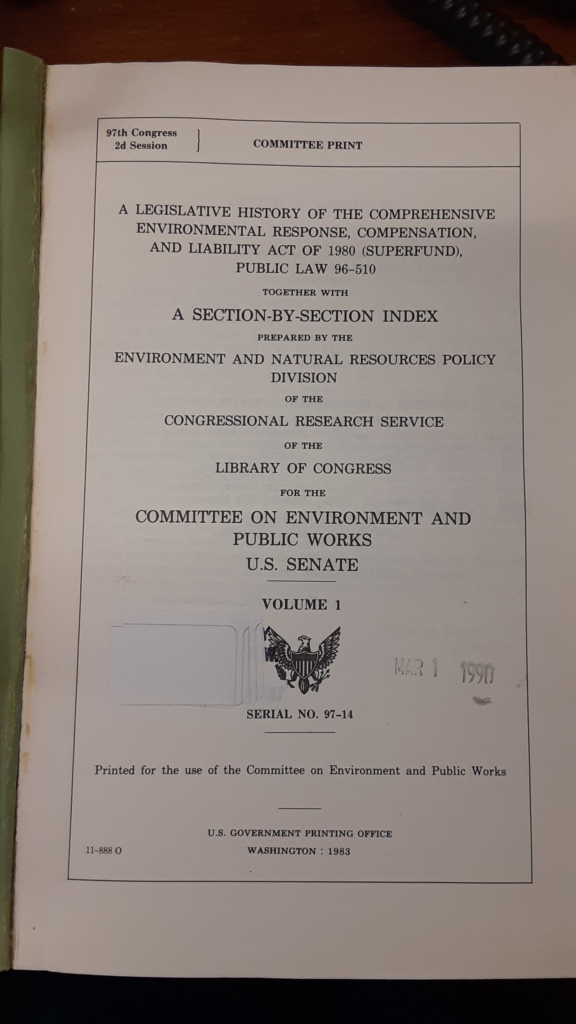 97th Congress
2d Session
COMMITTEE PRINT
A LEGISLATIVE HISTORY OF THE COMPREHENSIVE
ENVIRONMENTAL RESPONSE, COMPENSATION,
AND LIABILITY ACT OF 1980 (SUPERFUND),
PUBLIC LAW 96-510
TOGETHER WITH
A SECTION-BY-SECTION INDEX
PREPARED BY THE
ENVIRONMENT AND NATURAL RESOURCES POLICY
DIVISION
OF THE
CONGRESSIONAL RESEARCH SERVICE
OF THE
LIBRARY OF CONGRESS
FOR THE
COMMITTEE ON ENVIRONMENT AND
PUBLIC WORKS
U.S. SENATE
VOLUME 1
MAR 1 1990
SERIAL NO. 97-14
Printed for the use of the Committee on Environment and Public Works
U.S. GOVERNMENT PRINTING OFFICE
11-888 O WASHINGTON : 1983